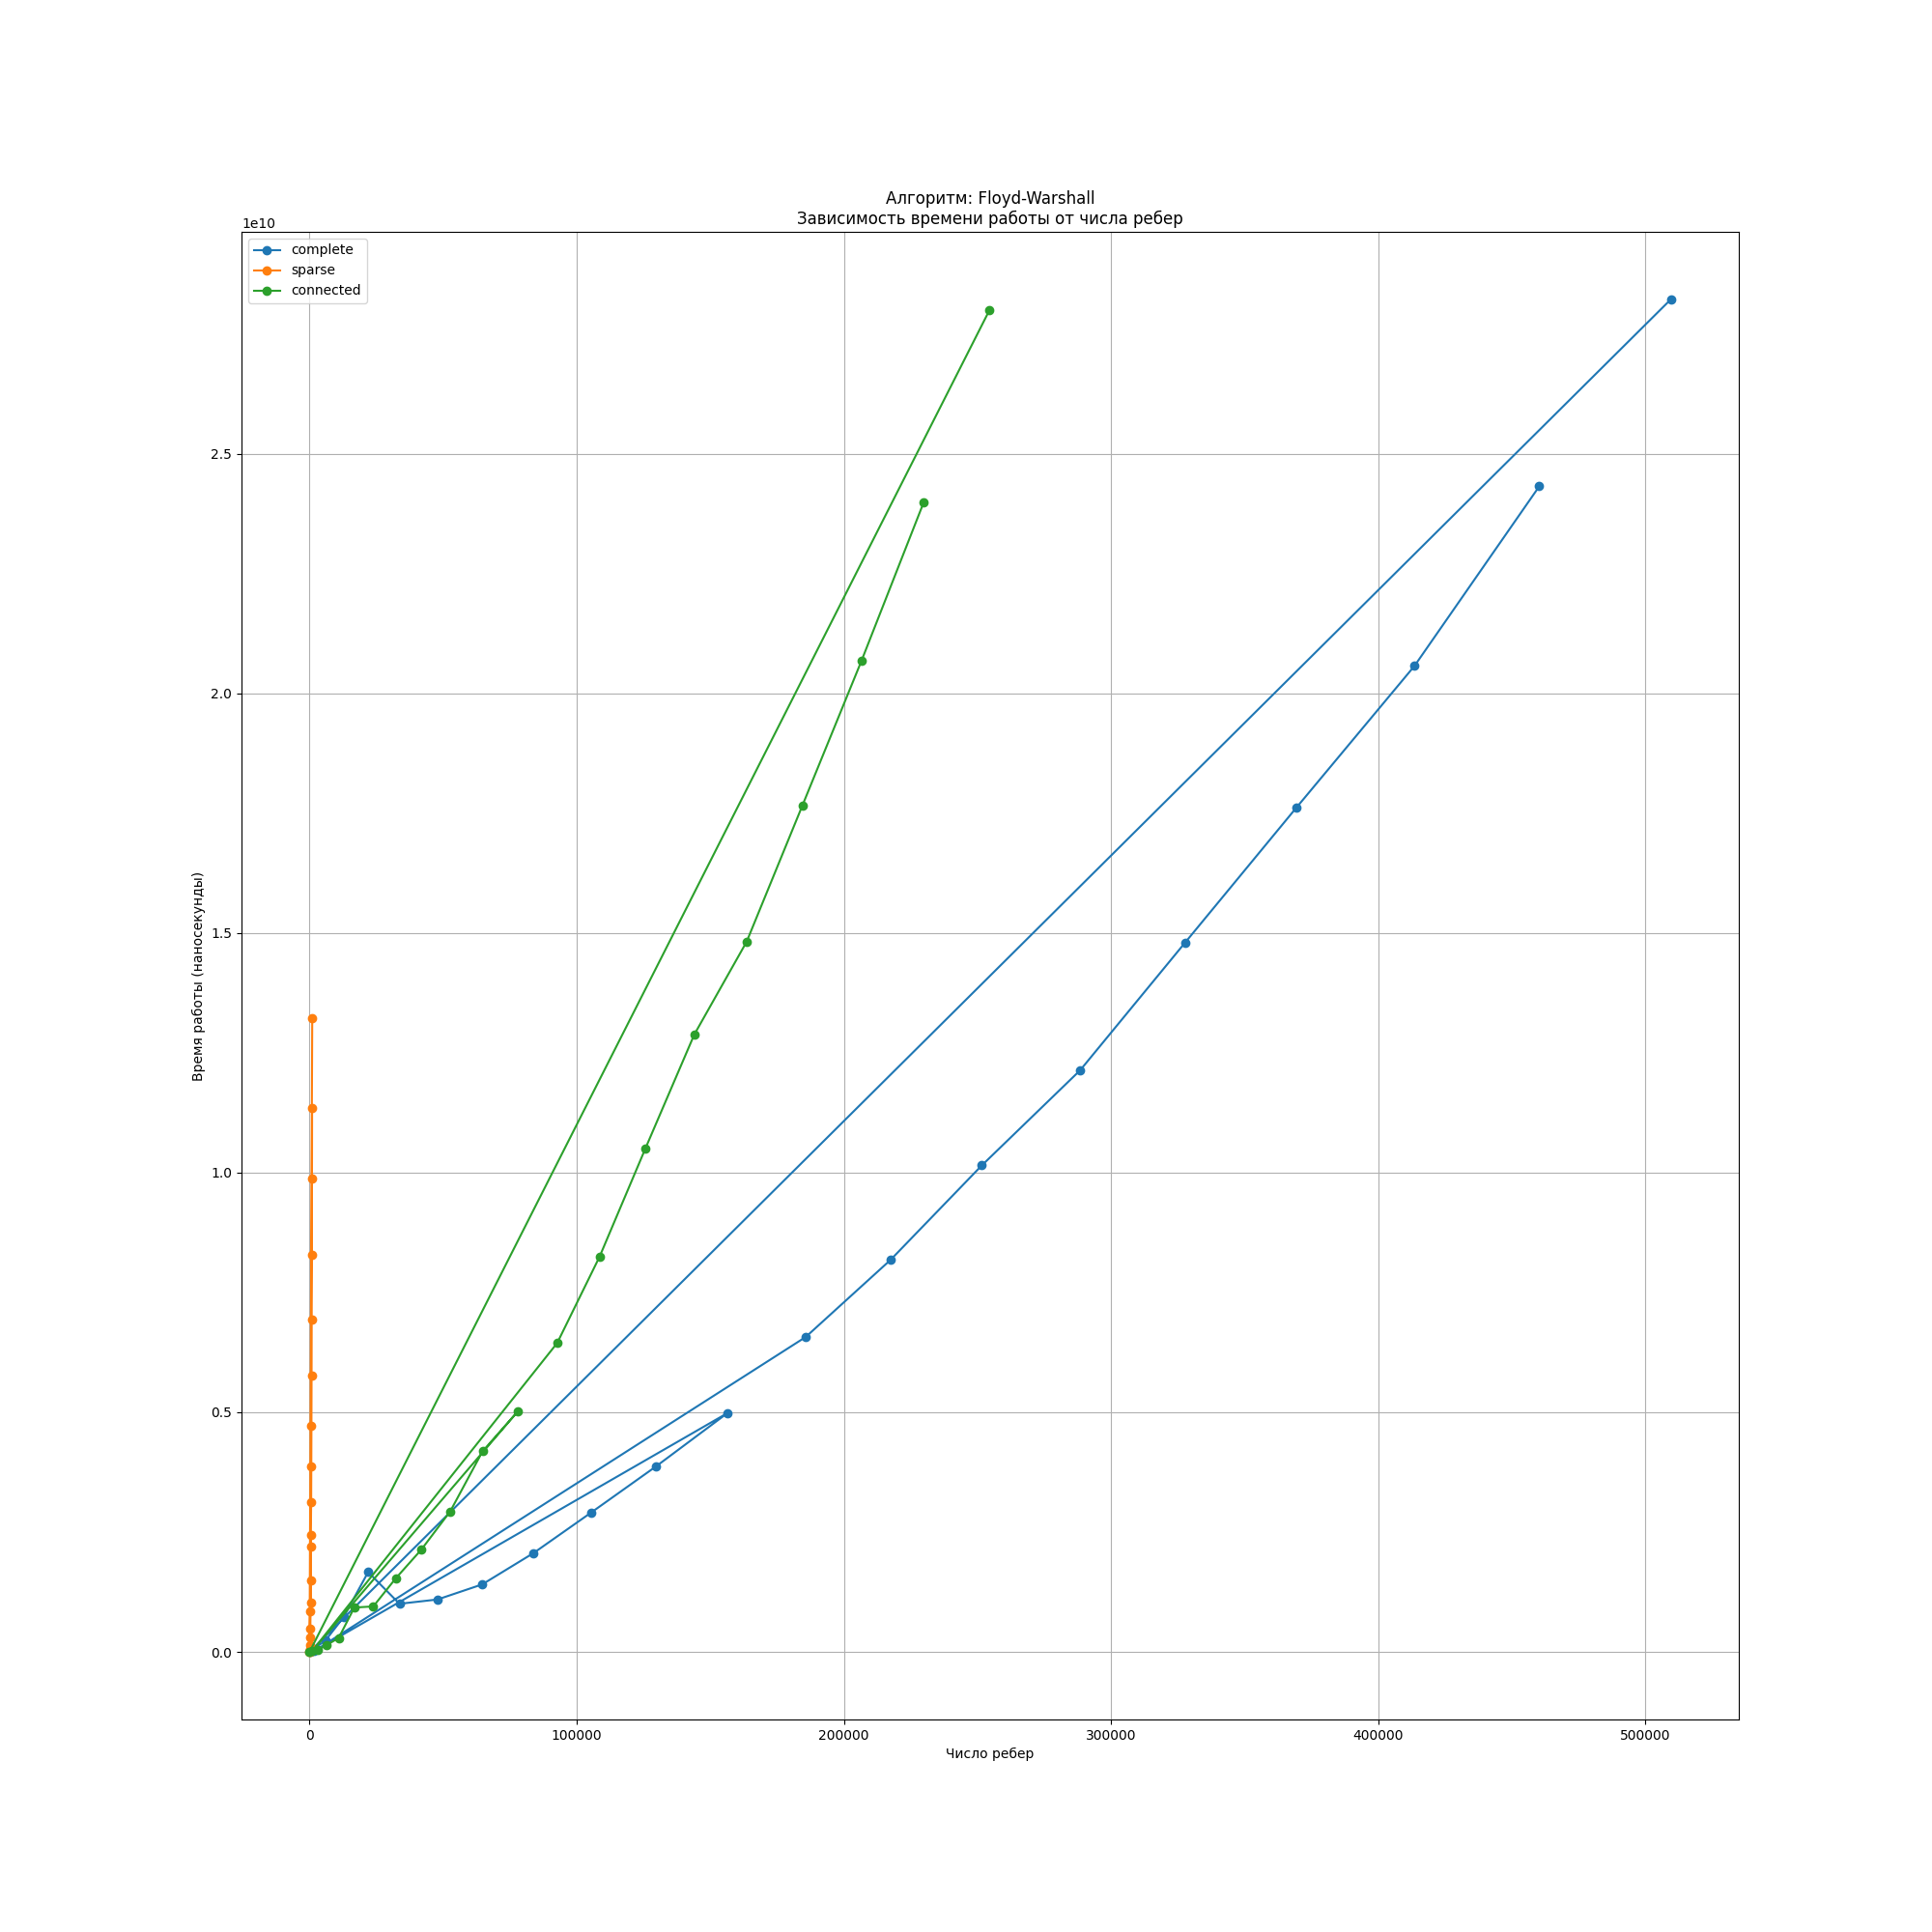 Алгоритм: Floyd-Warshall
Зависимость времени работы от числа ребер
1e10
complete
sparse
connected
2.5
2.0
1.5
1.0
0.5
0.0
Время работы (наносекунды)
0 100000 200000 300000 400000 500000
Число ребер